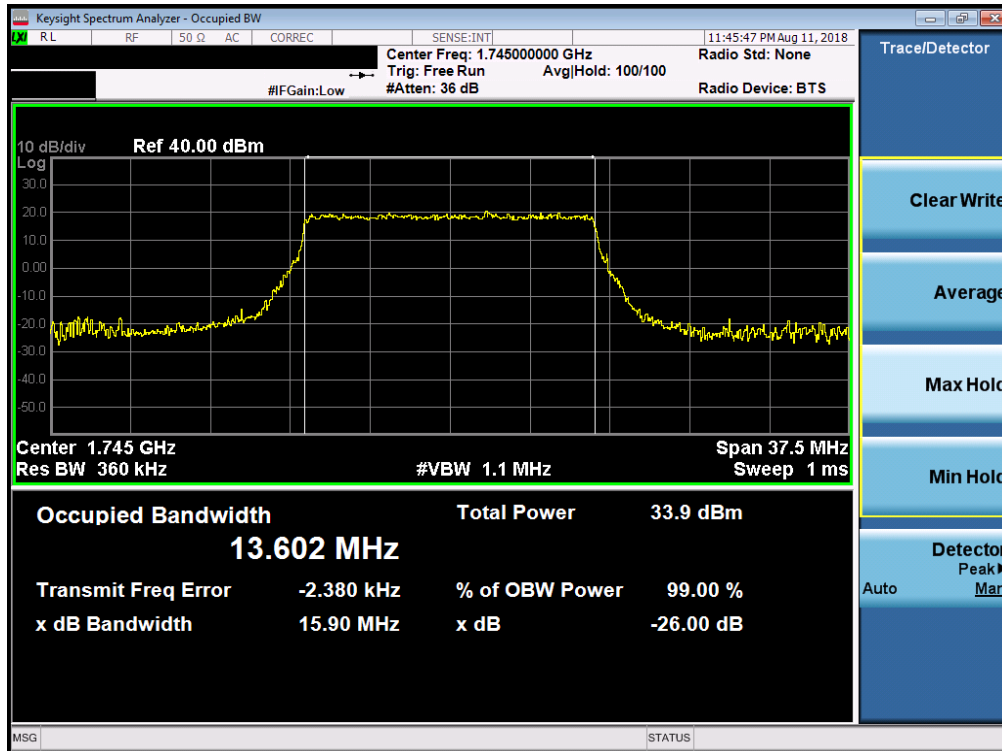 Keysight Spectrum Analyzer - Occupied BW
LXI RL RF 50 Ω AC CORREC SENSE:INT 11:45:47 PM Aug 11, 2018
Center Freq: 1.745000000 GHz Radio Std: None
Trig: Free Run Avg|Hold: 100/100
#IFGain:Low #Atten: 36 dB Radio Device: BTS
10 dB/div Ref 40.00 dBm
Log
30.0
20.0
10.0
0.00
-10.0
-20.0
-30.0
-40.0
-50.0
Center 1.745 GHz Span 37.5 MHz
Res BW 360 kHz #VBW 1.1 MHz Sweep 1 ms
Occupied Bandwidth Total Power 33.9 dBm
13.602 MHz
Transmit Freq Error -2.380 kHz % of OBW Power 99.00 %
x dB Bandwidth 15.90 MHz x dB -26.00 dB
MSG STATUS
Trace/Detector
Clear Write
Average
Max Hold
Min Hold
Detector
Peak
Auto Man